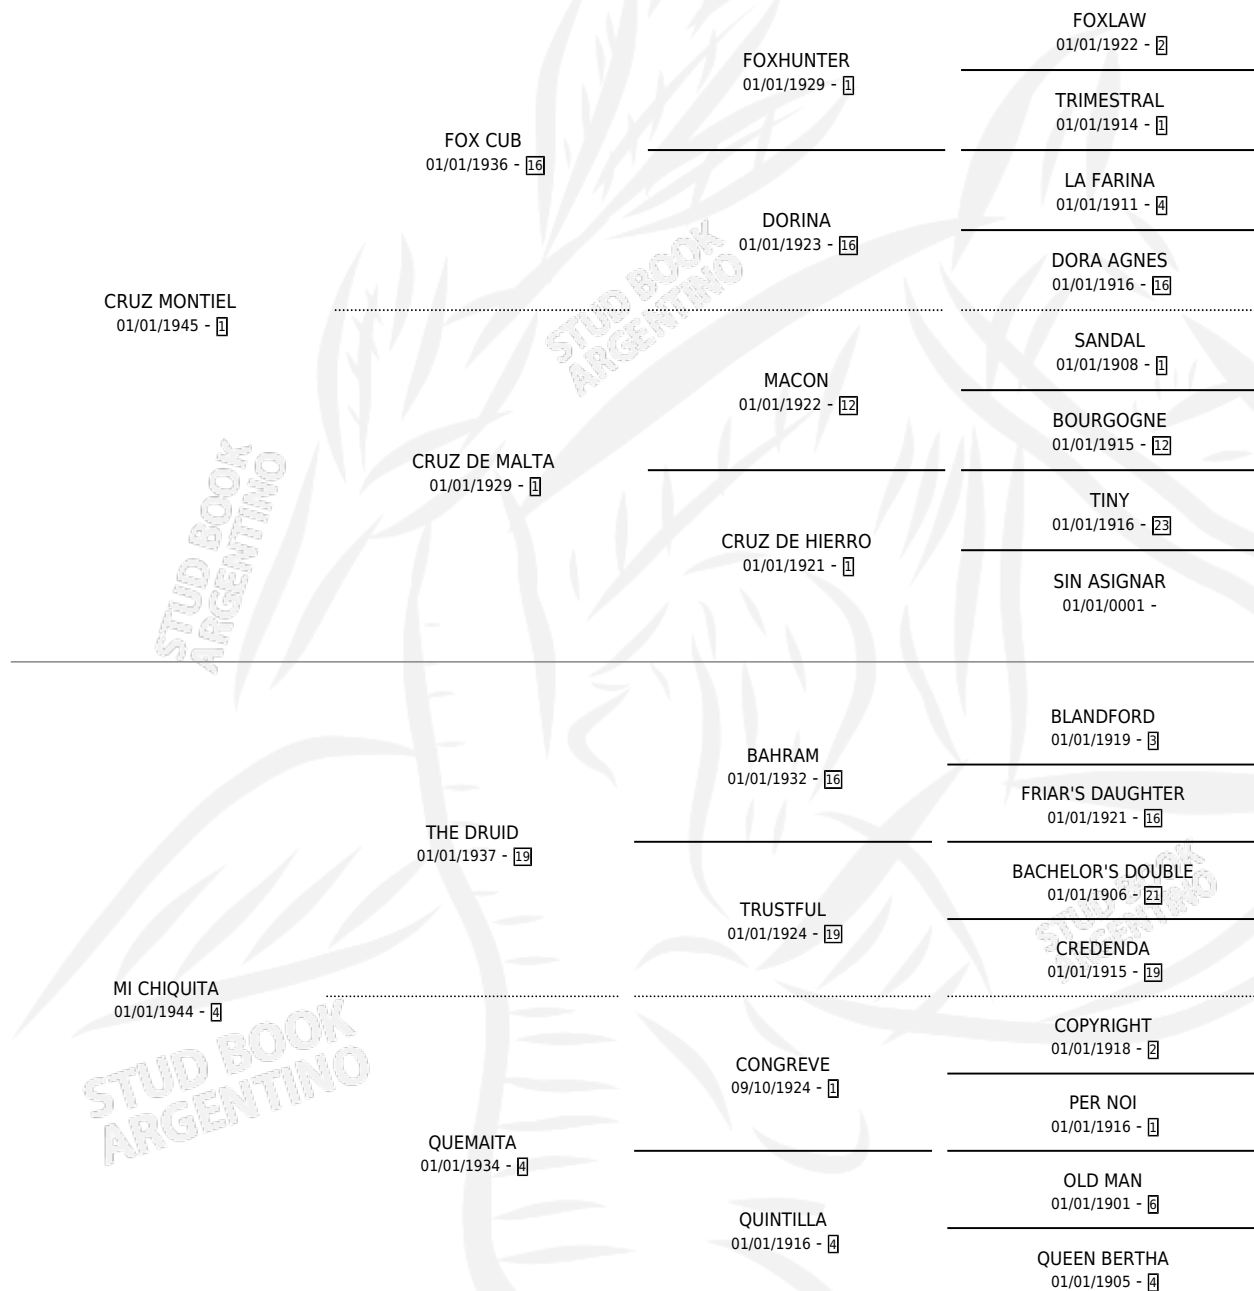 FOXLAW
01/01/1922 - 2
FOXHUNTER
01/01/1929 - 1
TRIMESTRAL
01/01/1914 - 1
FOX CUB
01/01/1936 - 16
LA FARINA
01/01/1911 - 4
DORINA
01/01/1923 - 16
DORA AGNES
01/01/1916 - 16
CRUZ MONTIEL
01/01/1945 - 1
SANDAL
01/01/1908 - 1
MACON
01/01/1922 - 12
BOURGOGNE
01/01/1915 - 12
CRUZ DE MALTA
01/01/1929 - 1
TINY
01/01/1916 - 23
CRUZ DE HIERRO
01/01/1921 - 1
SIN ASIGNAR
01/01/0001 -
BLANDFORD
01/01/1919 - 3
BAHRAM
01/01/1932 - 16
FRIAR'S DAUGHTER
01/01/1921 - 16
THE DRUID
01/01/1937 - 19
BACHELOR'S DOUBLE
01/01/1906 - 21
TRUSTFUL
01/01/1924 - 19
CREDENDA
01/01/1915 - 19
MI CHIQUITA
01/01/1944 - 4
COPYRIGHT
01/01/1918 - 2
CONGREVE
09/10/1924 - 1
PER NOI
01/01/1916 - 1
QUEMAITA
01/01/1934 - 4
OLD MAN
01/01/1901 - 6
QUINTILLA
01/01/1916 - 4
QUEEN BERTHA
01/01/1905 - 4
STUD BOOK
ARGENTINO
STUD BOOK
ARGENTINO
STUD BOOK
ARGENTINO
STUD BOOK
ARGENTINO